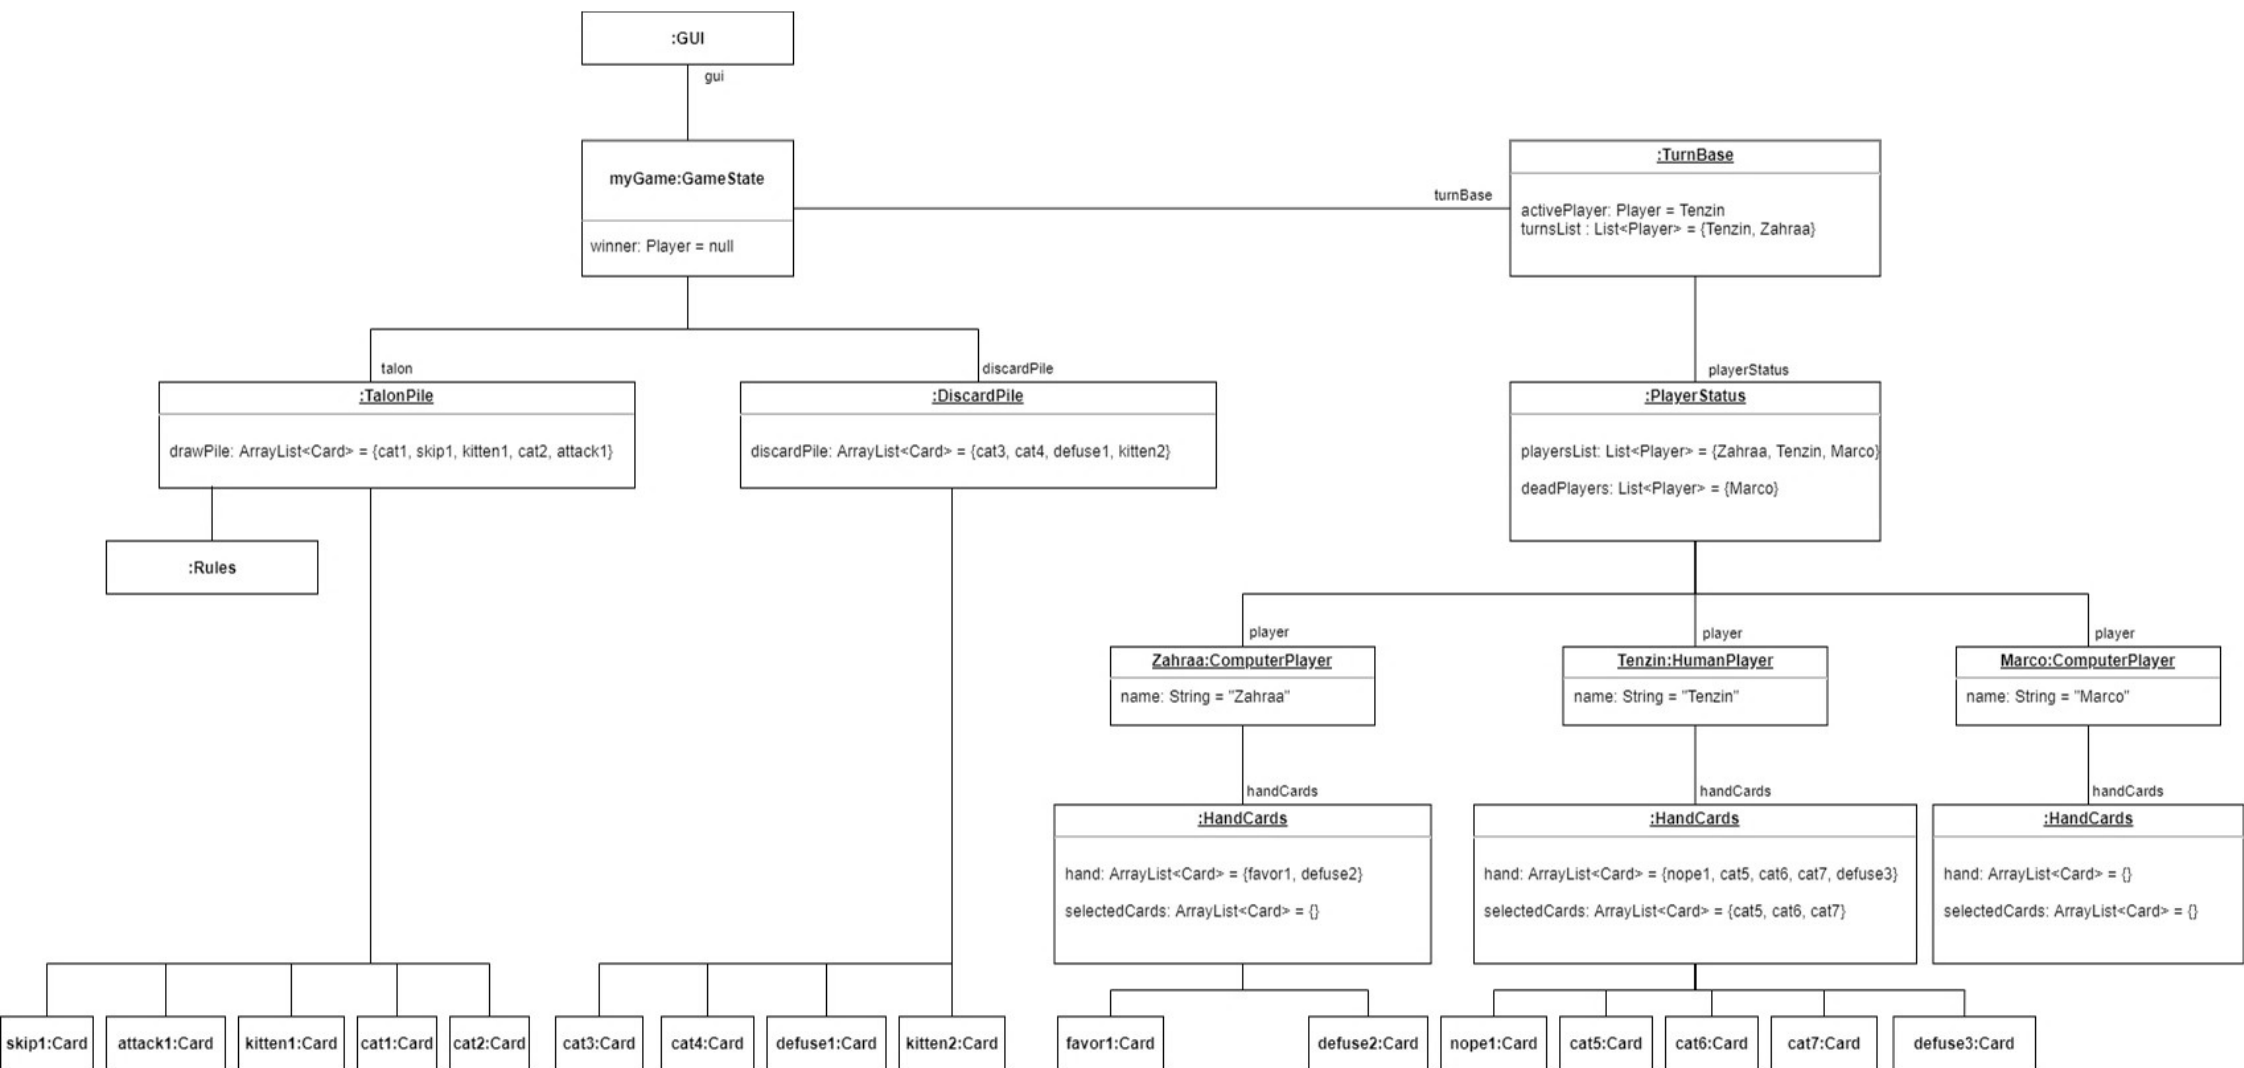 :GUI
gui
myGame:GameState
winner: Player = null
turnBase
:TurnBase
activePlayer: Player = Tenzin
turnsList : List<Player> = {Tenzin, Zahraa}
talon
:TalonPile
drawPile: ArrayList<Card> = {cat1, skip1, kitten1, cat2, attack1}
discardPile
:DiscardPile
discardPile: ArrayList<Card> = {cat3, cat4, defuse1, kitten2}
playerStatus
:PlayerStatus
playersList: List<Player> = {Zahraa, Tenzin, Marco}
deadPlayers: List<Player> = {Marco}
:Rules
player
Zahraa:ComputerPlayer
name: String = "Zahraa"
player
Tenzin:HumanPlayer
name: String = "Tenzin"
player
Marco:ComputerPlayer
name: String = "Marco"
handCards
:HandCards
hand: ArrayList<Card> = {favor1, defuse2}
selectedCards: ArrayList<Card> = {}
handCards
:HandCards
hand: ArrayList<Card> = {nope1, cat5, cat6, cat7, defuse3}
selectedCards: ArrayList<Card> = {cat5, cat6, cat7}
handCards
:HandCards
hand: ArrayList<Card> = {}
selectedCards: ArrayList<Card> = {}
skip1:Card
attack1:Card
kitten1:Card
cat1:Card
cat2:Card
cat3:Card
cat4:Card
defuse1:Card
kitten2:Card
favor1:Card
defuse2:Card
nope1:Card
cat5:Card
cat6:Card
cat7:Card
defuse3:Card